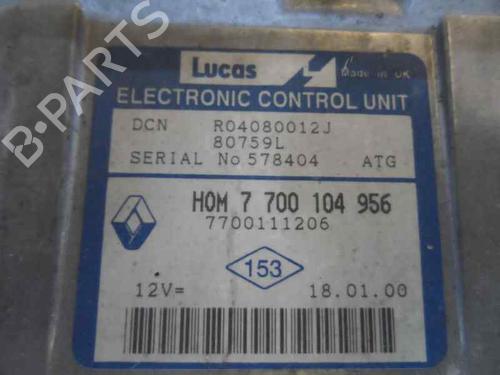 Lucas
Made in UK
ELECTRONIC CONTROL UNIT
DCN R04080012J
80759L
SERIAL No 578404 ATG
HOM 7 700 104 956
7700111206
153
12V= 18.01.00
B-PARTS